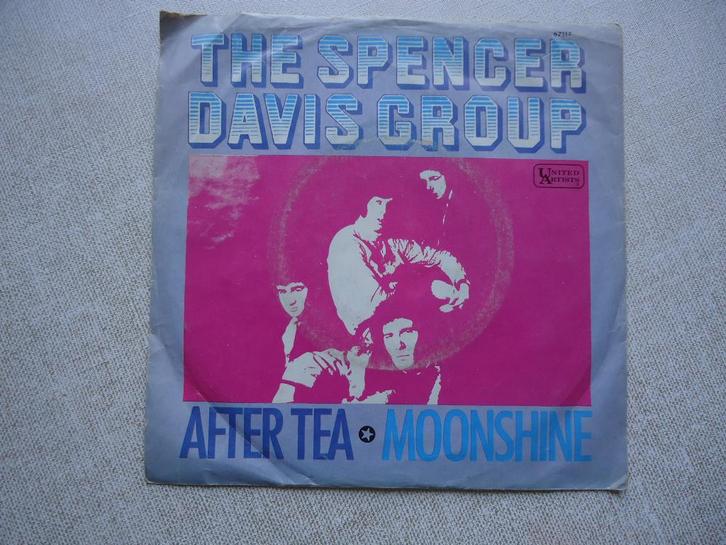 THE SPENCER
DAVIS GROUP
UNITED
ARTISTS
AFTER TEA MOONSHINE